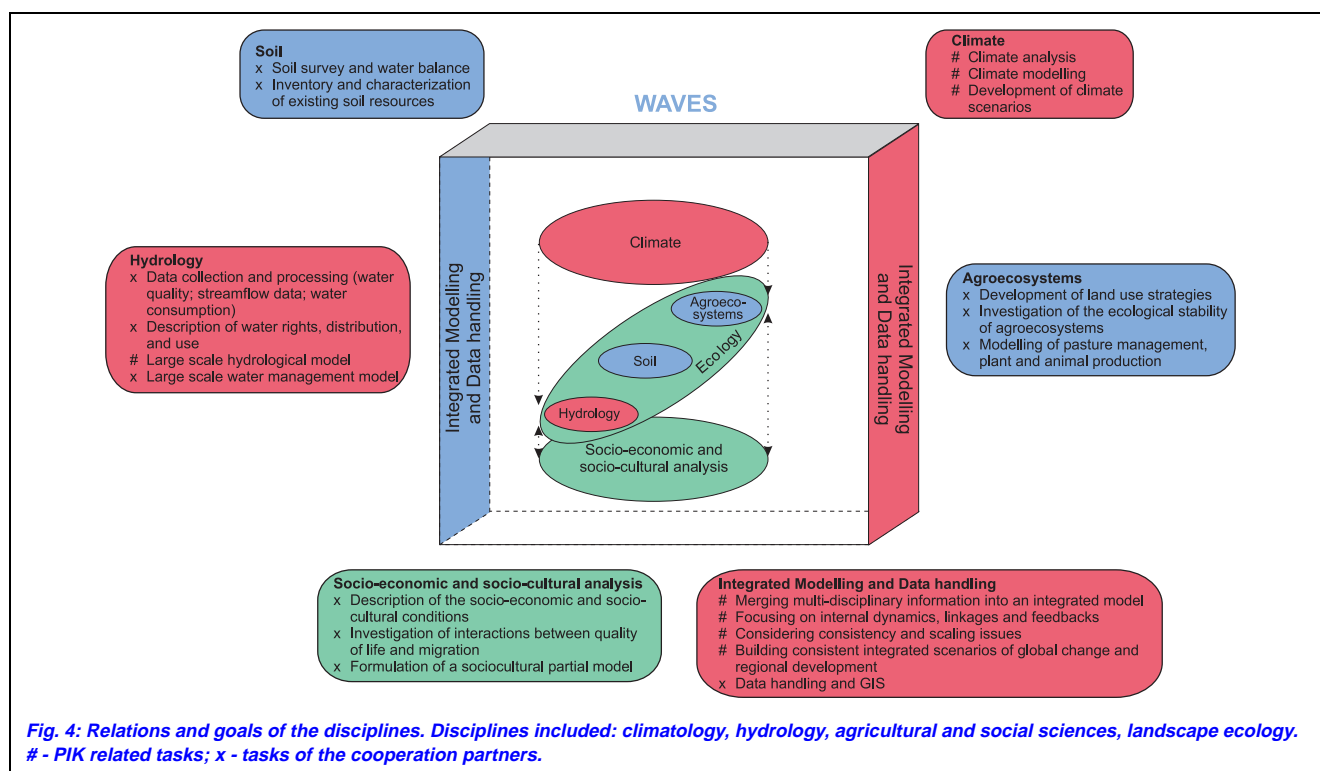 Soil
x Soil survey and water balance
x Inventory and characterization
of existing soil resources
Climate
# Climate analysis
# Climate modelling
# Development of climate
scenarios
WAVES
Integrated Modelling
and Data handling
Climate
Agroeco-
systems
Soil
Ecology
Hydrology
Socio-economic and
socio-cultural analysis
Integrated Modelling
and Data handling
Hydrology
x Data collection and processing (water
quality; streamflow data; water
consumption)
x Description of water rights, distribution,
and use
# Large scale hydrological model
x Large scale water management model
Agroecosystems
x Development of land use strategies
x Investigation of the ecological stability
of agroecosystems
x Modelling of pasture management,
plant and animal production
Socio-economic and socio-cultural analysis
x Description of the socio-economic and socio-
cultural conditions
x Investigation of interactions between quality
of life and migration
x Formulation of a sociocultural partial model
Integrated Modelling and Data handling
# Merging multi-disciplinary information into an integrated model
# Focusing on internal dynamics, linkages and feedbacks
# Considering consistency and scaling issues
# Building consistent integrated scenarios of global change and
regional development
x Data handling and GIS
Fig. 4: Relations and goals of the disciplines. Disciplines included: climatology, hydrology, agricultural and social sciences, landscape ecology.
# - PIK related tasks; x - tasks of the cooperation partners.